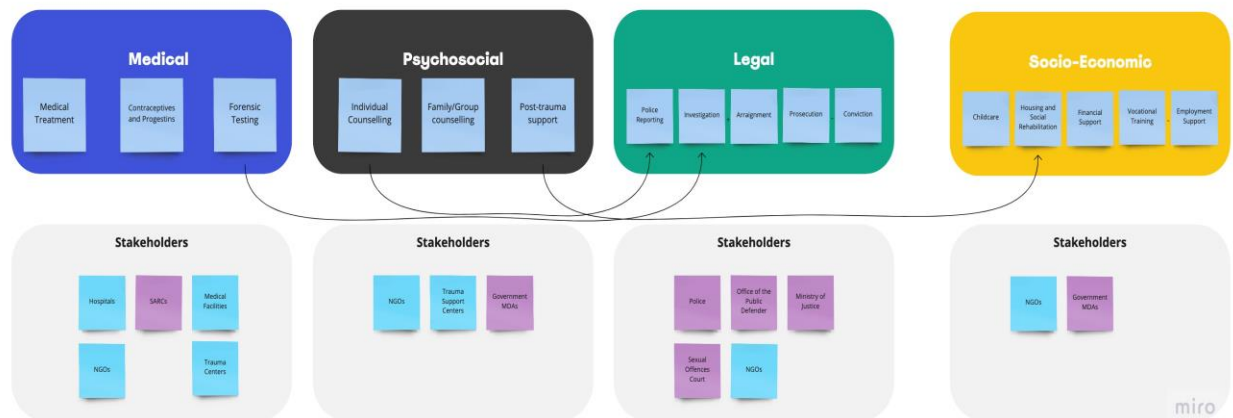 Medical
Medical
Treatment
Contraceptives
and Progestins
Forensic
Testing
Psychosocial
Individual
Counselling
Family/Group
counselling
Post-trauma
support
Legal
Police
Reporting
Investigation
Arraignment
Prosecution
Conviction
Socio-Economic
Childcare
Housing and
Social
Rehabilitation
Financial
Support
Vocational
Training
Employment
Support
Stakeholders
Hospitals
SARCs
Medical
Facilities
NGOs
Trauma
Centers
Stakeholders
NGOs
Trauma
Support
Centers
Government
MDAs
Stakeholders
Police
Office of the
Public
Defender
Ministry of
Justice
Sexual
Offences
Court
NGOs
Stakeholders
NGOs
Government
MDAs
miro